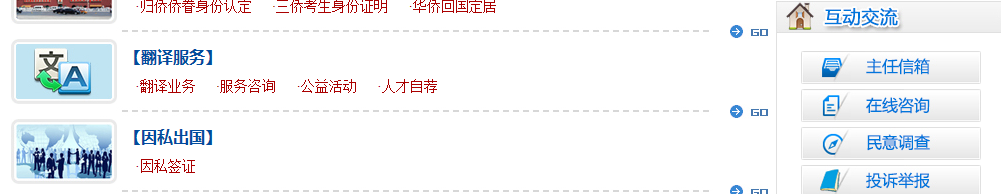 ·归侨侨眷身份认定 ·三侨考生身份证明 ·华侨回国定居
GO
【翻译服务】
文A
·翻译业务 ·服务咨询 ·公益活动 ·人才自荐
GO
【因私出国】
·因私签证
GO
互动交流
主任信箱
在线咨询
民意调查
投诉举报